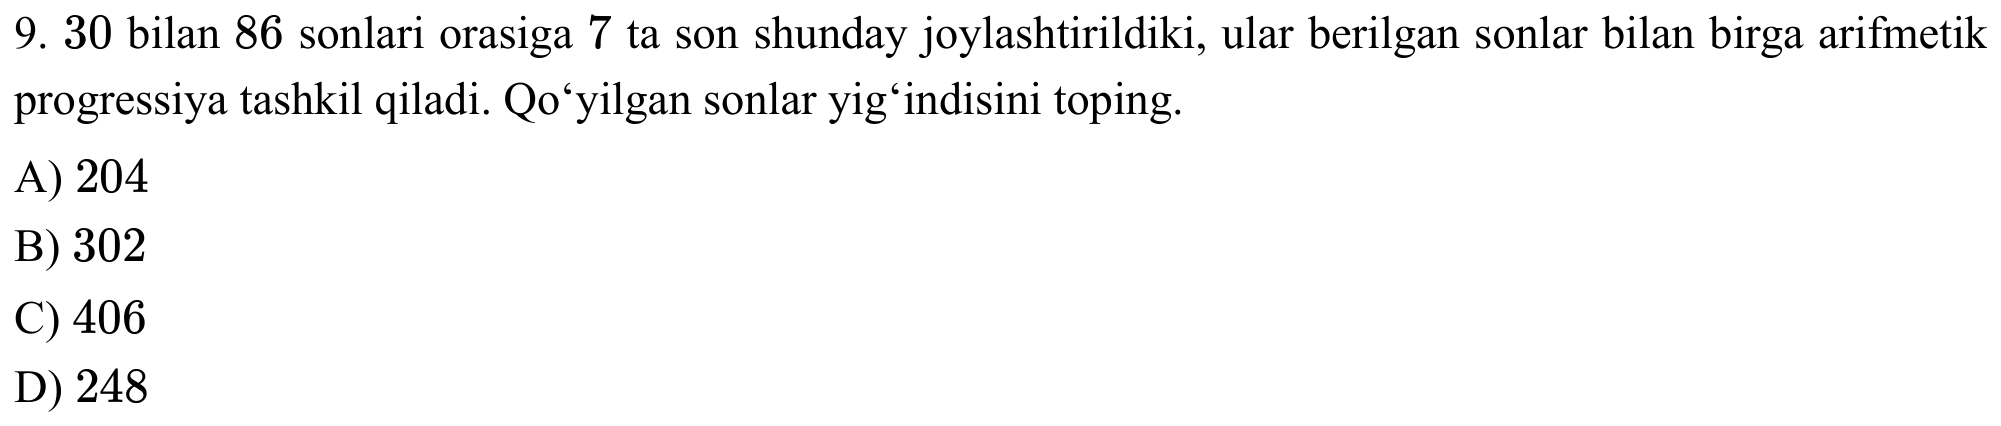 9. 30 bilan 86 sonlari orasiga 7 ta son shunday joylashtirildiki, ular berilgan sonlar bilan birga arifmetik
progressiya tashkil qiladi. Qo‘yilgan sonlar yig‘indisini toping.
A) 204
B) 302
C) 406
D) 248